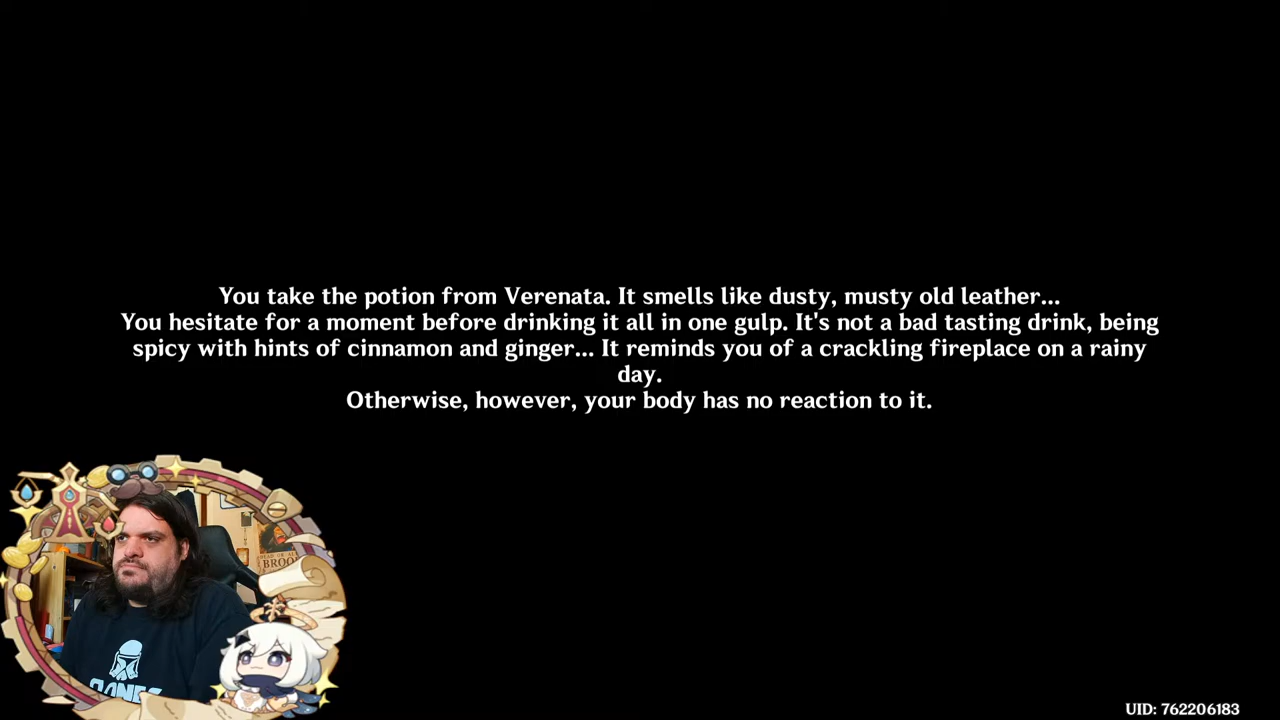 You take the potion from Verenata. It smells like dusty, musty old leather...
You hesitate for a moment before drinking it all in one gulp. It's not a bad tasting drink, being
spicy with hints of cinnamon and ginger... It reminds you of a crackling fireplace on a rainy
day.
Otherwise, however, your body has no reaction to it.
BROO
CLONES
UID: 762206183